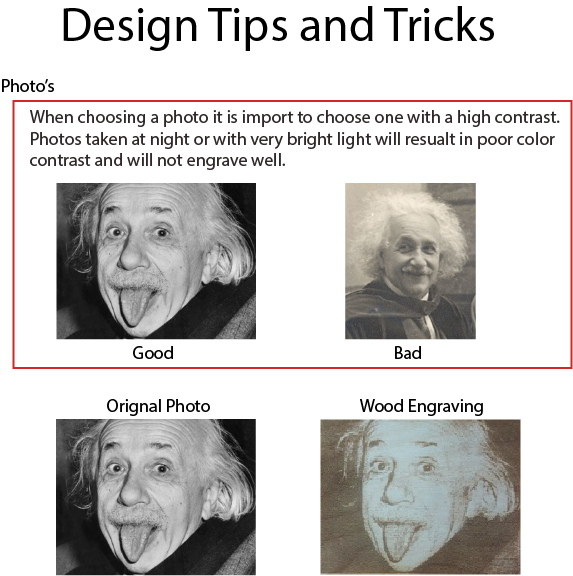 Design Tips and Tricks
Photo's
When choosing a photo it is import to choose one with a high contrast.
Photos taken at night or with very bright light will resualt in poor color
contrast and will not engrave well.
Good
Bad
Orignal Photo
Wood Engraving